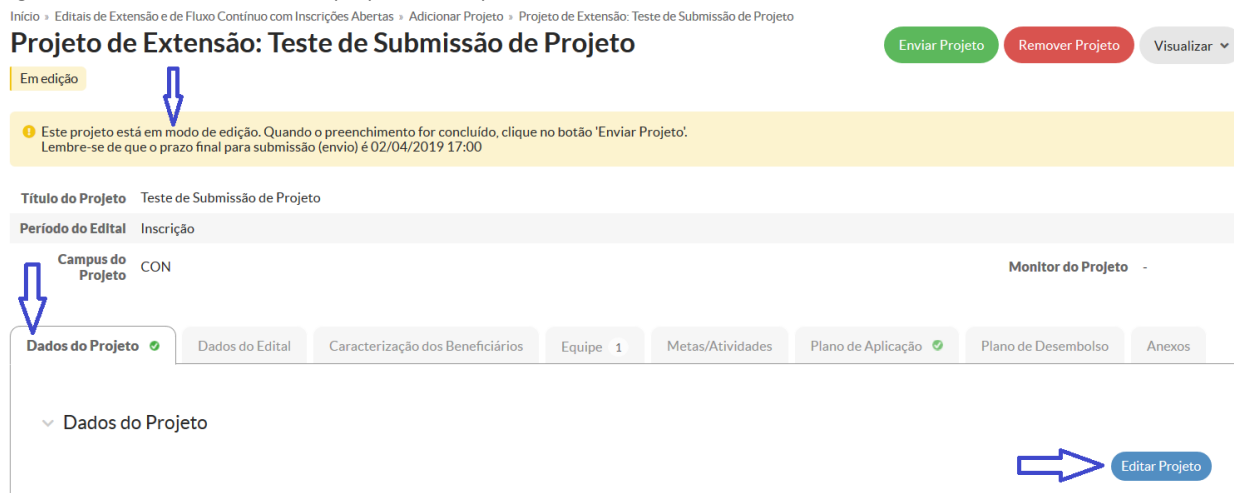 Início » Editais de Extensão e de Fluxo Contínuo com Inscrições Abertas » Adicionar Projeto » Projeto de Extensão: Teste de Submissão de Projeto
Projeto de Extensão: Teste de Submissão de Projeto
Enviar Projeto Remover Projeto Visualizar
Em edição
Este projeto está em modo de edição. Quando o preenchimento for concluído, clique no botão 'Enviar Projeto'.
Lembre-se de que o prazo final para submissão (envio) é 02/04/2019 17:00
Título do Projeto Teste de Submissão de Projeto
Período do Edital Inscrição
Campus do Projeto CON Monitor do Projeto -
Dados do Projeto Dados do Edital Caracterização dos Beneficiários Equipe 1 Metas/Atividades Plano de Aplicação Plano de Desembolso Anexos
Dados do Projeto
Editar Projeto